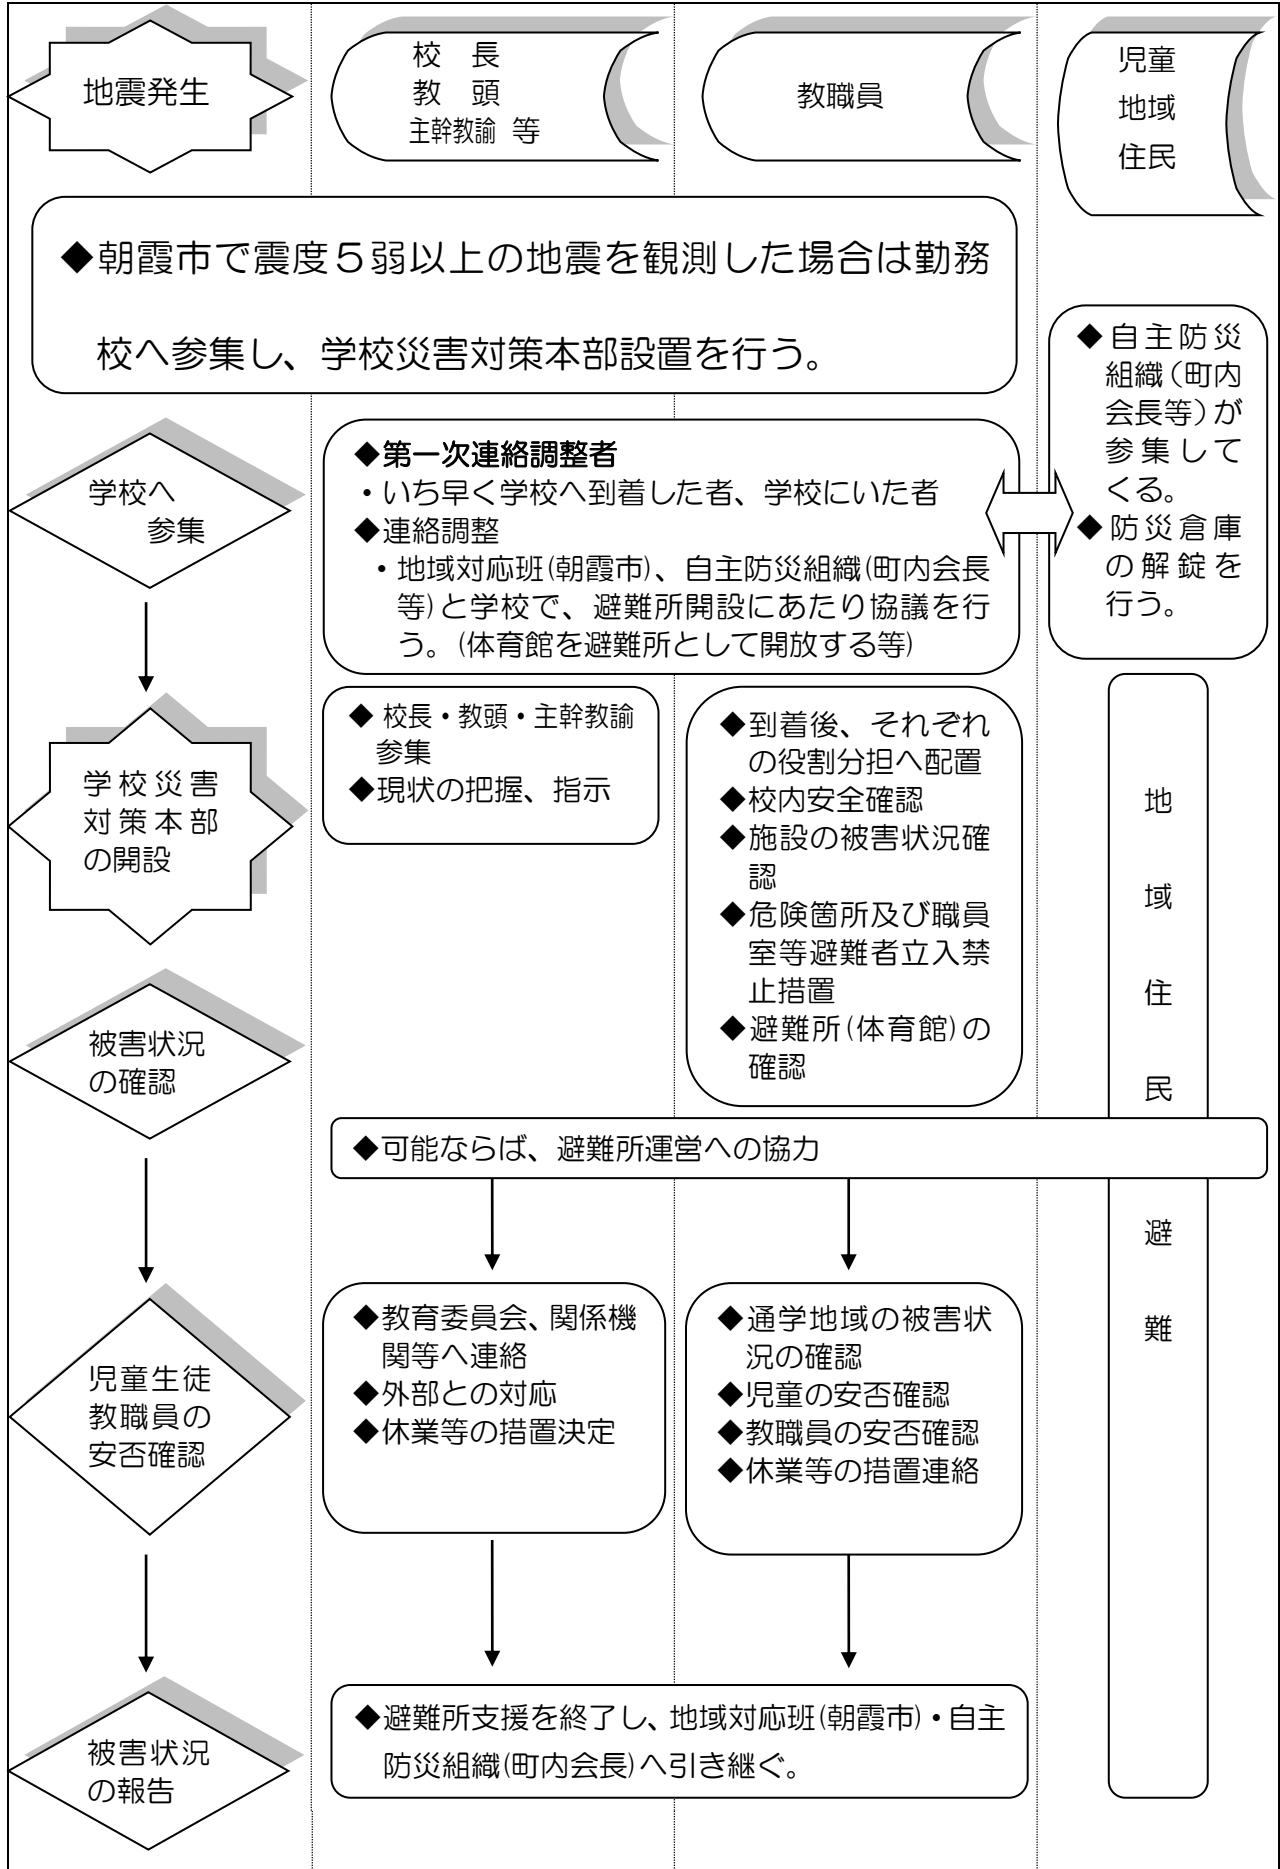 地震発生
校　長
教　頭
主幹教諭 等
教職員
児童
地域
住民
◆朝霞市で震度５弱以上の地震を観測した場合は勤務
校へ参集し、学校災害対策本部設置を行う。
◆自主防災
組織(町内
会長等)が
参集して
くる。
◆防災倉庫
の解錠を
行う。
学校へ
参集
◆第一次連絡調整者
・いち早く学校へ到着した者、学校にいた者
◆連絡調整
・地域対応班(朝霞市)、自主防災組織(町内会長
等)と学校で、避難所開設にあたり協議を行
う。(体育館を避難所として開放する等)
学校災害
対策本部
の開設
◆ 校長・教頭・主幹教諭
参集
◆現状の把握、指示
◆到着後、それぞれ
の役割分担へ配置
◆校内安全確認
◆施設の被害状況確
認
◆危険箇所及び職員
室等避難者立入禁
止措置
◆避難所(体育館)の
確認
地域住民避難
被害状況
の確認
◆可能ならば、避難所運営への協力
児童生徒
教職員の
安否確認
◆教育委員会、関係機
関等へ連絡
◆外部との対応
◆休業等の措置決定
◆通学地域の被害状
況の確認
◆児童の安否確認
◆教職員の安否確認
◆休業等の措置連絡
被害状況
の報告
◆避難所支援を終了し、地域対応班(朝霞市)・自主
防災組織(町内会長)へ引き継ぐ。